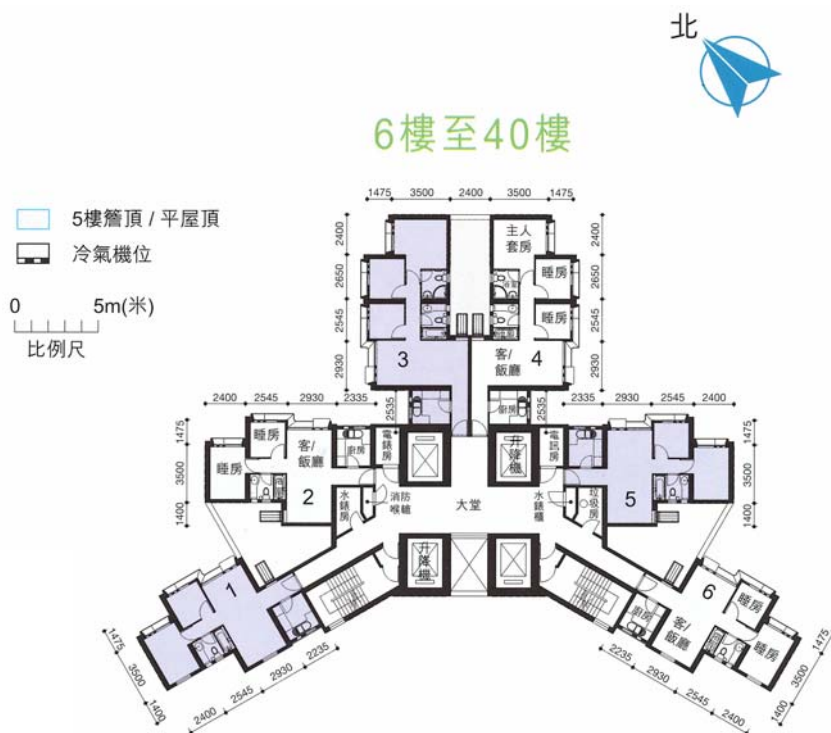 北
6樓至40樓
5樓簷頂 / 平屋頂
冷氣機位
0 5m(米)
比例尺
1475 3500 2400 3500 1475
2400
2650
2545
2930
主人
套房
睡房
睡房
2400
2650
2545
2930
3
客/
飯廳
4
廚房
2400 2545 2930 2335
2535
2535
2335 2930 2545 2400
1475
3500
1400
睡房
睡房
客/
飯廳
廚房
2
電錶房
升降機
電訊房
5
1475
3500
1400
水錶房
消防
喉轆
大堂
水錶櫃
垃圾房
升降機
1
6
廚房
客/
飯廳
睡房
睡房
1475
3500
1400
2400
2545
2930
2235
2235
2930
2545
2400
1475
3500
1400